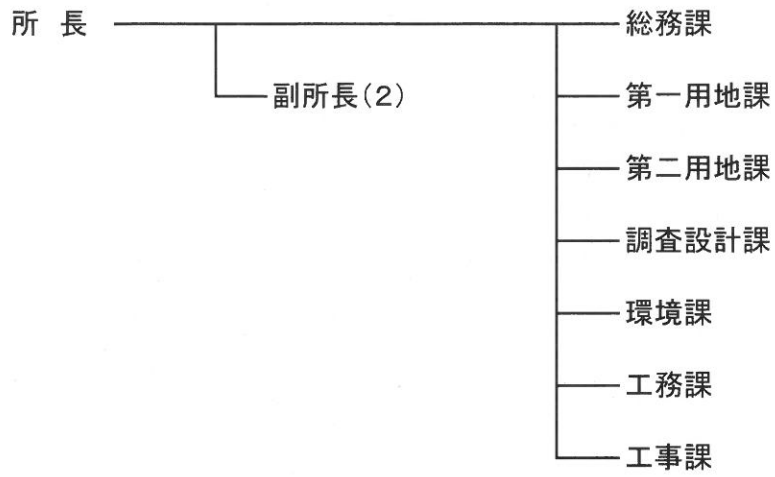 所 長
副所長(2)
総務課
第一用地課
第二用地課
調査設計課
環境課
工務課
工事課